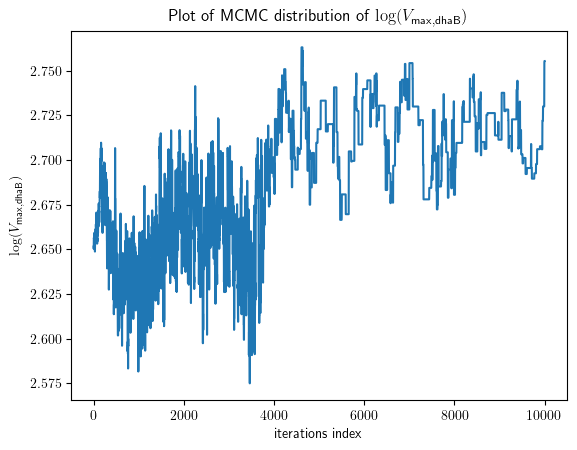 Plot of MCMC distribution of log(V_max,dhaB)
log(V_max,dhaB)
2.750
2.725
2.700
2.675
2.650
2.625
2.600
2.575
0 2000 4000 6000 8000 10000
iterations index